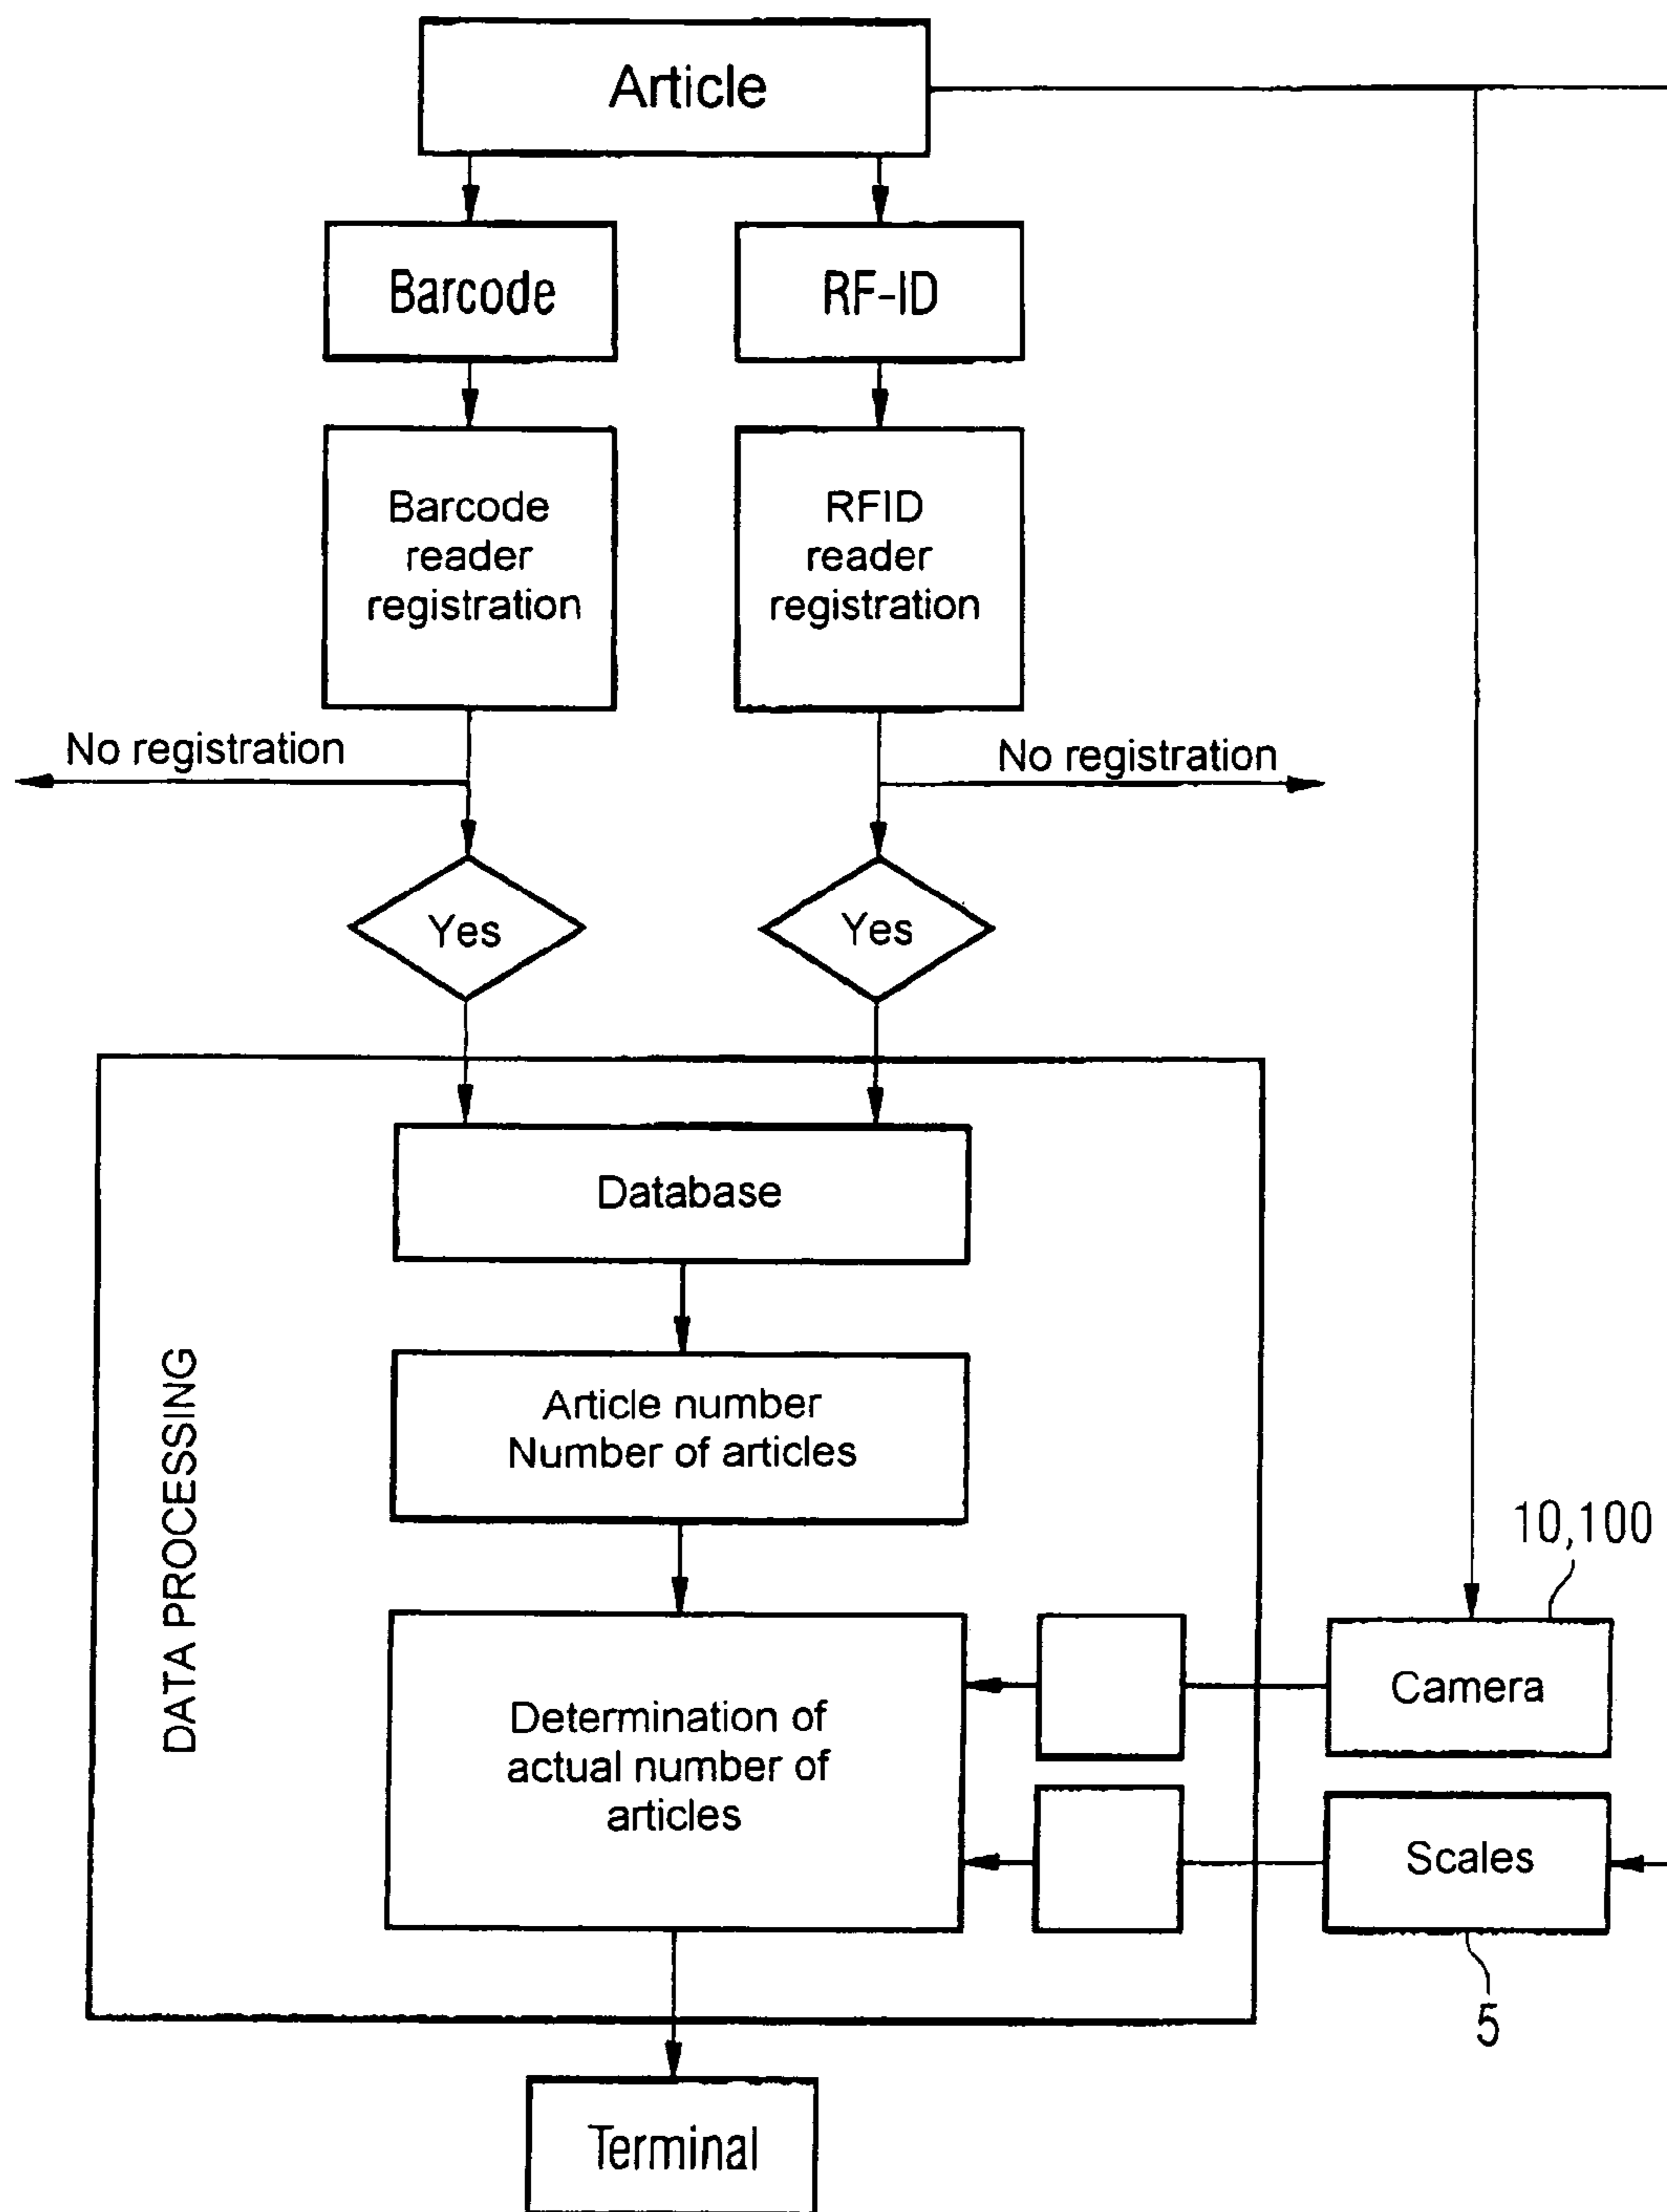 Article
Barcode
RF-ID
Barcode
reader
registration
RFID
reader
registration
No registration
No registration
Yes
Yes
DATA PROCESSING
Database
Article number
Number of articles
10,100
Camera
Determination of
actual number of
articles
Scales
5
Terminal